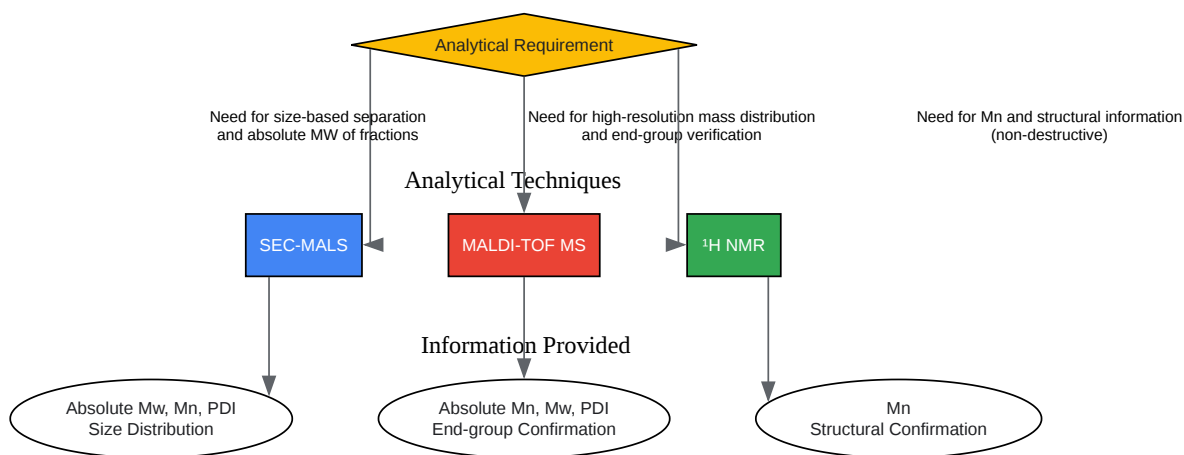 Analytical Requirement
Need for size-based separation
and absolute MW of fractions
Need for high-resolution mass distribution
and end-group verification
Need for Mn and structural information
(non-destructive)
Analytical Techniques
SEC-MALS
MALDI-TOF MS
¹H NMR
Information Provided
Absolute Mw, Mn, PDI
Size Distribution
Absolute Mn, Mw, PDI
End-group Confirmation
Mn
Structural Confirmation